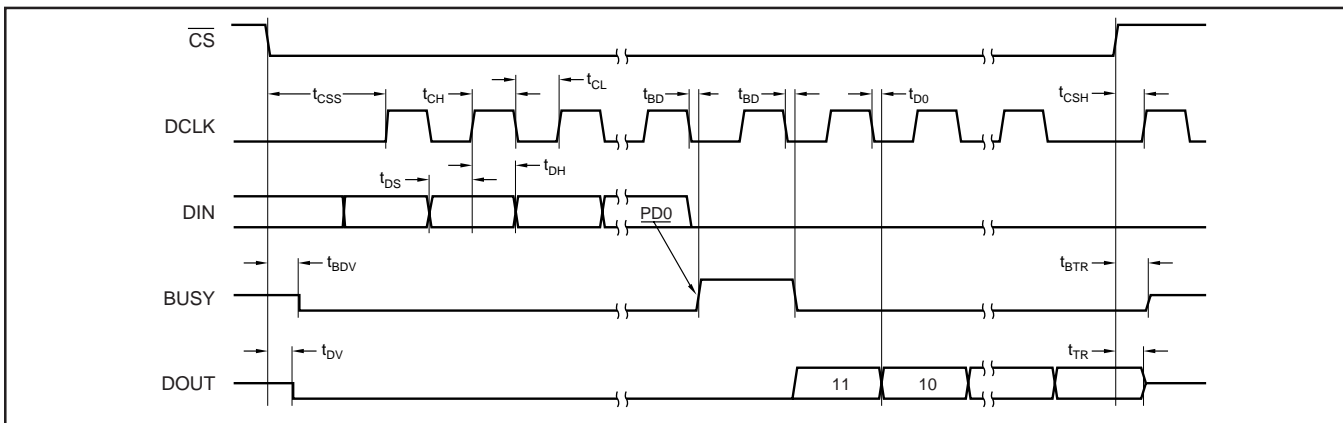 CS
tCSS
tCH
tCL
tBD
tBD
tD0
tCSH
DCLK
tDS
tDH
DIN
PD0
tBDV
tBTR
BUSY
tDV
tTR
DOUT
11
10